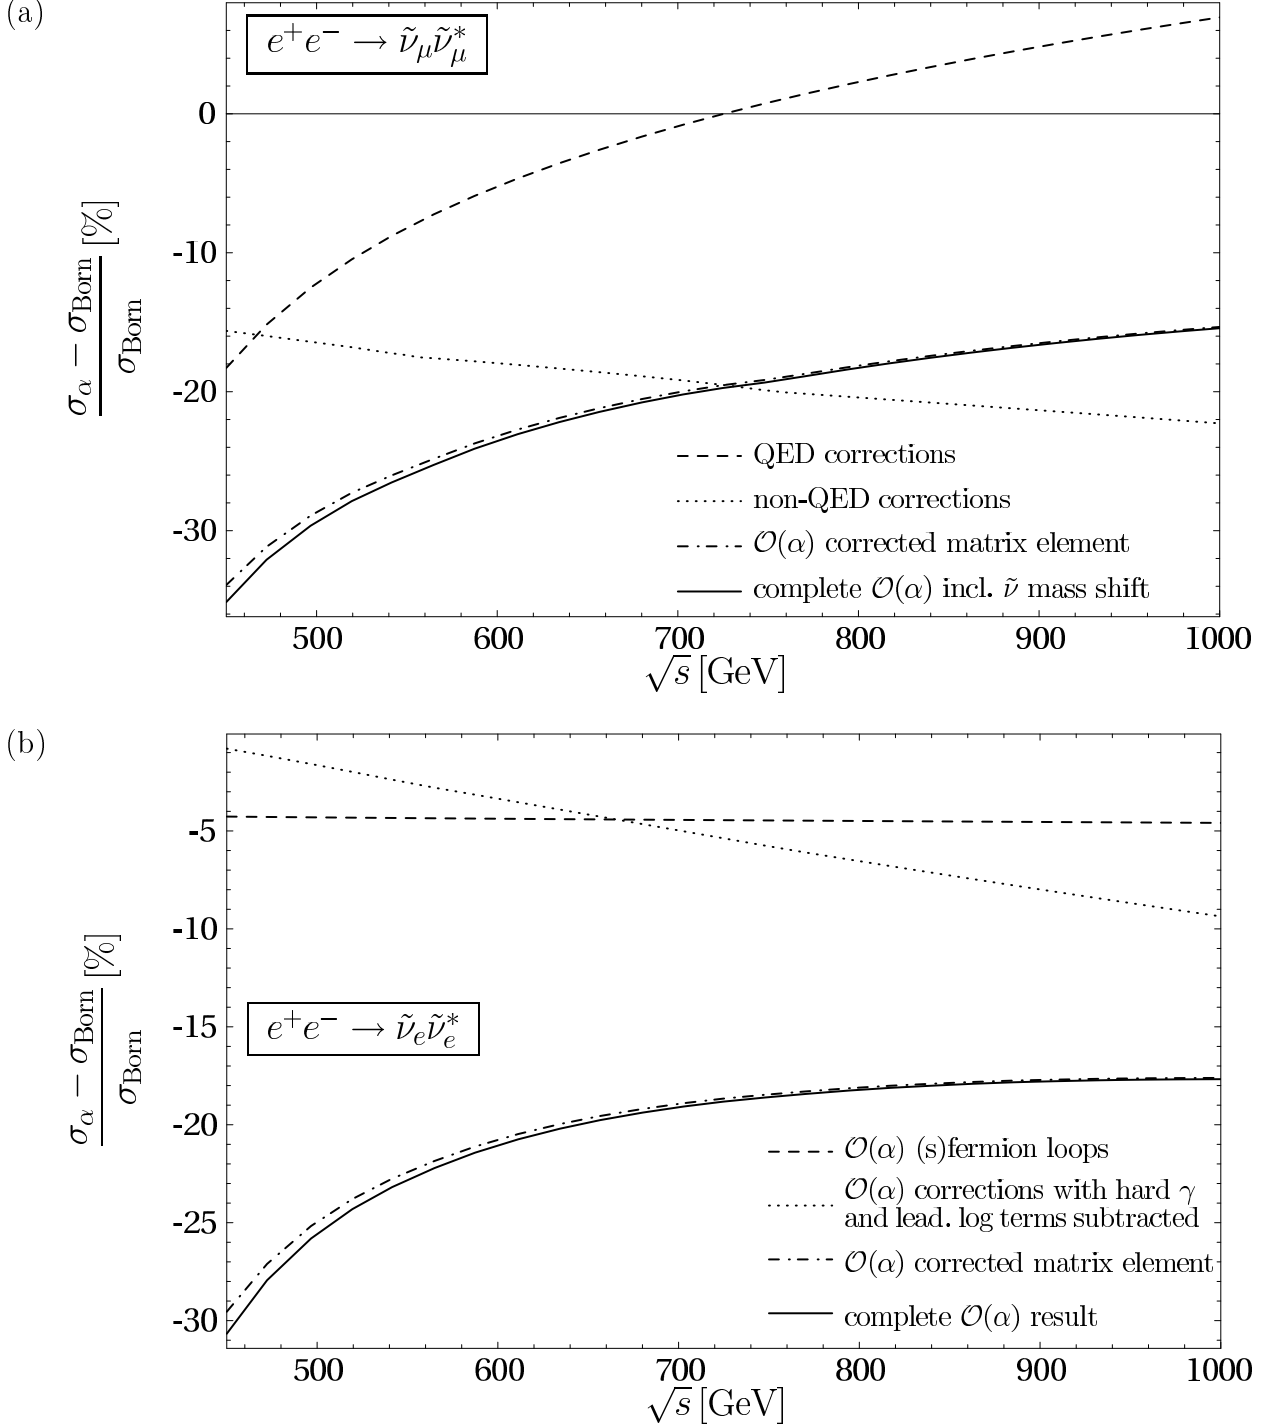 (a)
e⁺e⁻ → ν̃_μ ν̃*_μ
0
-10
-20
-30
σ_α − σ_Born
σ_Born
[%]
QED corrections
non-QED corrections
𝒪(α) corrected matrix element
complete 𝒪(α) incl. ν̃ mass shift
500 600 700 800 900 1000
√s [GeV]
(b)
-5
-10
-15
-20
-25
-30
σ_α − σ_Born
σ_Born
[%]
e⁺e⁻ → ν̃_e ν̃*_e
𝒪(α) (s)fermion loops
𝒪(α) corrections with hard γ
and lead. log terms subtracted
𝒪(α) corrected matrix element
complete 𝒪(α) result
500 600 700 800 900 1000
√s [GeV]